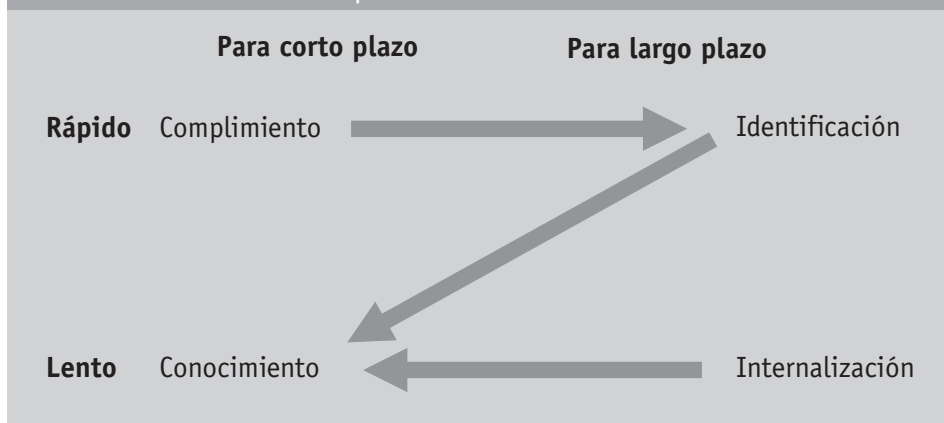 Para corto plazo Para largo plazo
Rápido Complimiento Identificación
Lento Conocimiento Internalización